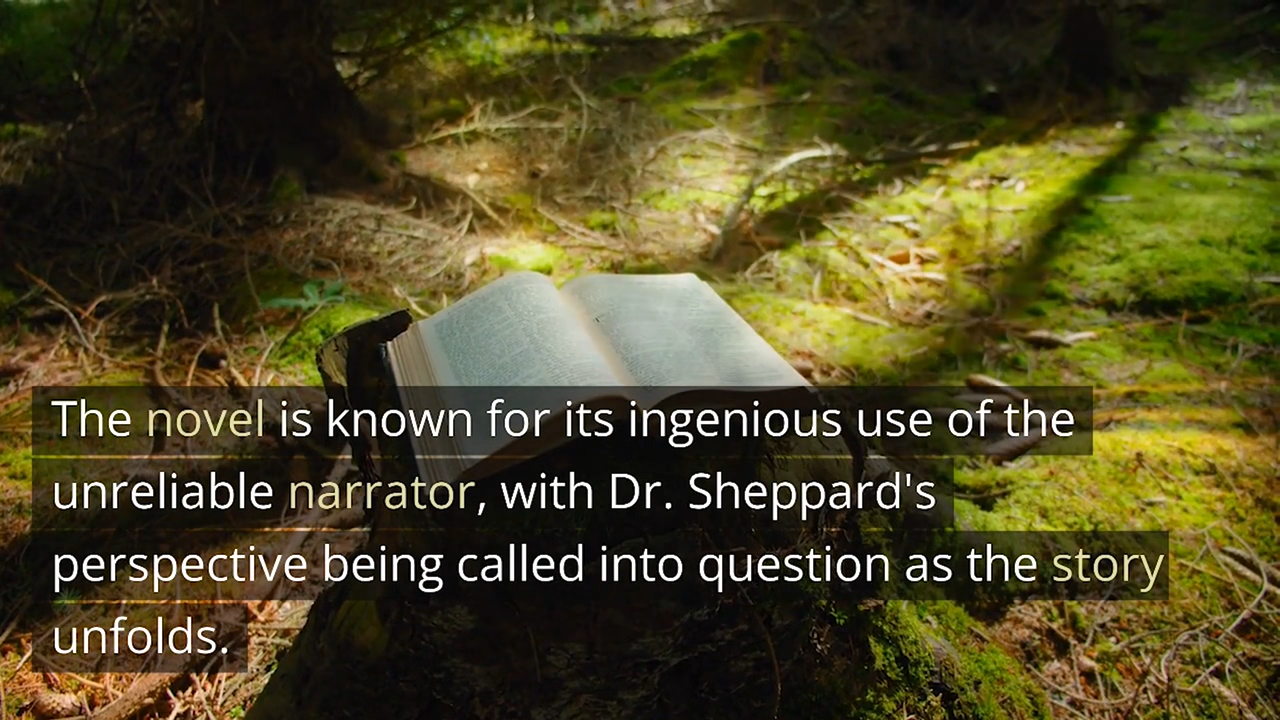 The novel is known for its ingenious use of the
unreliable narrator, with Dr. Sheppard's
perspective being called into question as the story
unfolds.